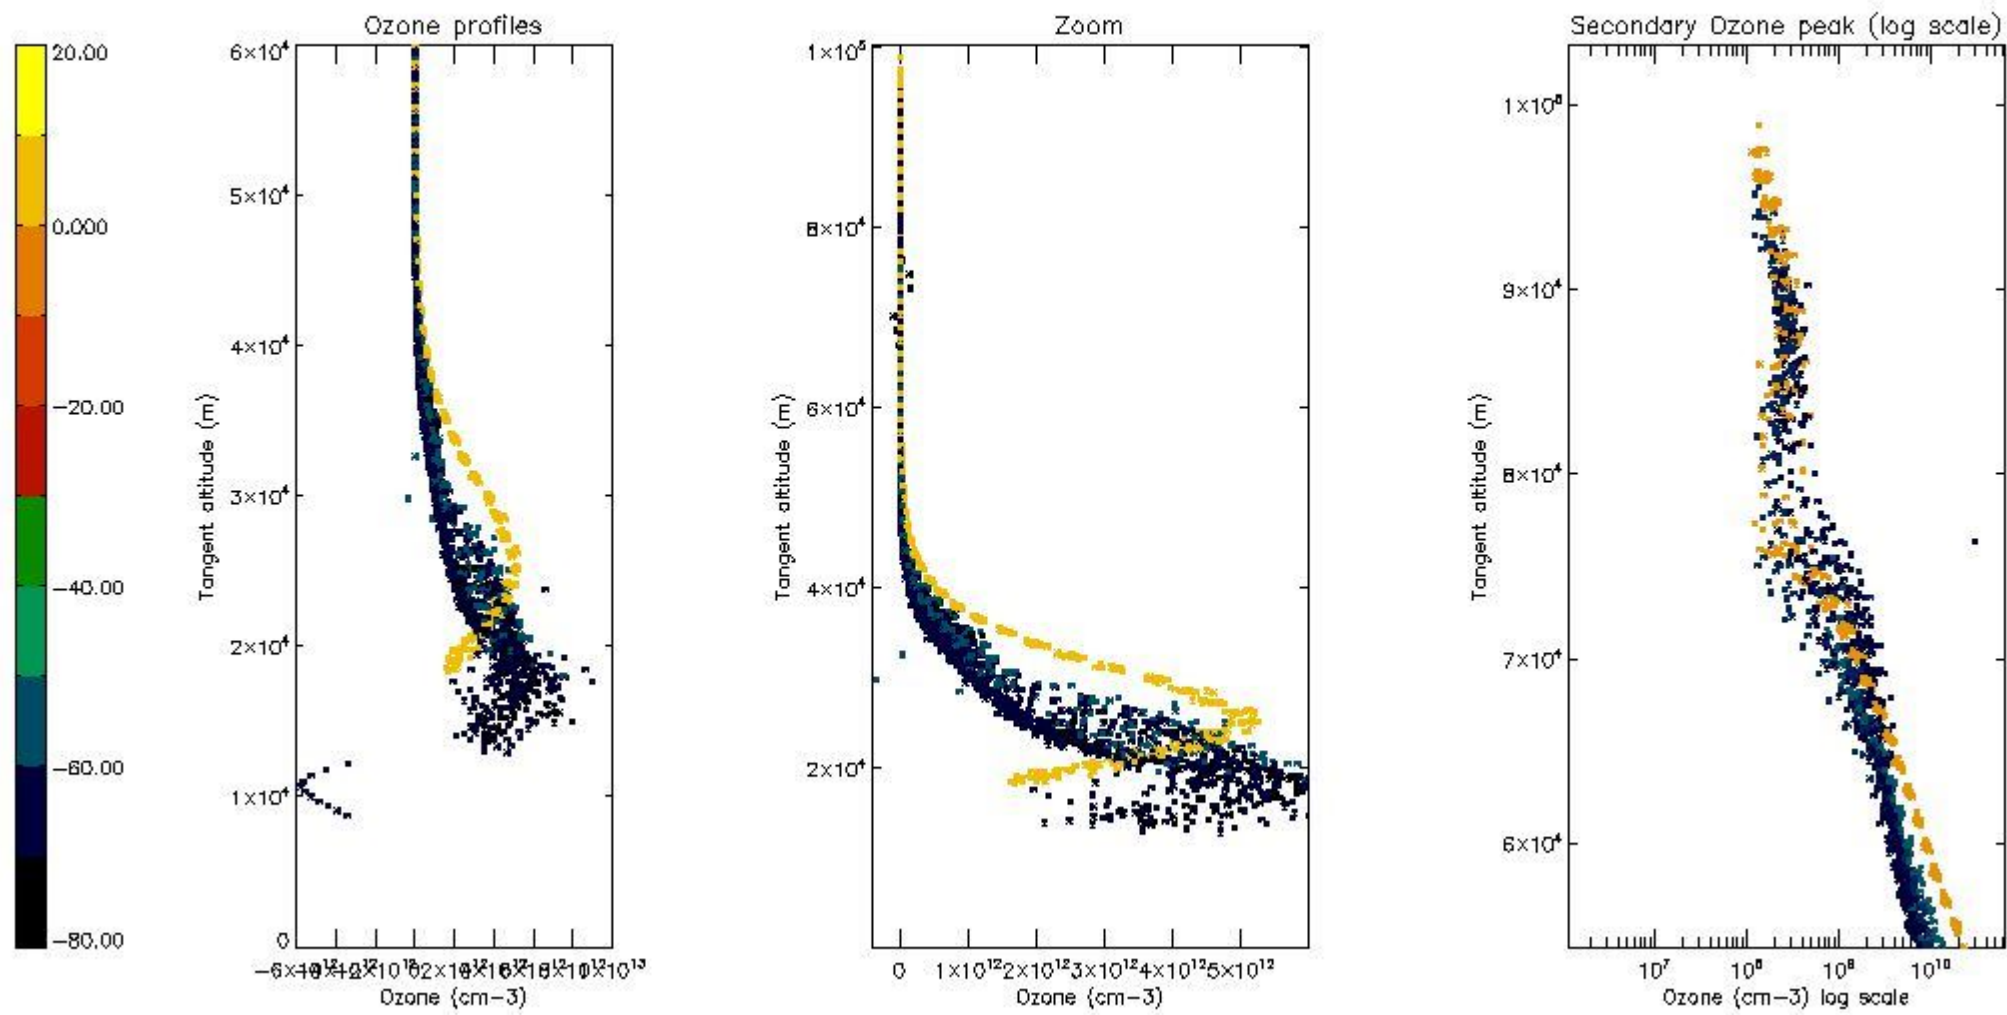 Ozone profiles
Zoom
Secondary Ozone peak (log scale)
20.00
0.000
−20.00
−40.00
−60.00
−80.00
6×10⁴
5×10⁴
4×10⁴
3×10⁴
2×10⁴
1×10⁴
0
Tangent altitude (m)
Ozone (cm−3)
1×10⁵
8×10⁴
6×10⁴
4×10⁴
2×10⁴
Tangent altitude (m)
0 1×10¹² 2×10¹² 3×10¹² 4×10¹² 5×10¹²
Ozone (cm−3)
9×10⁴
8×10⁴
7×10⁴
6×10⁴
Tangent altitude (m)
10⁷ 10⁸ 10⁹ 10¹⁰
Ozone (cm−3) log scale